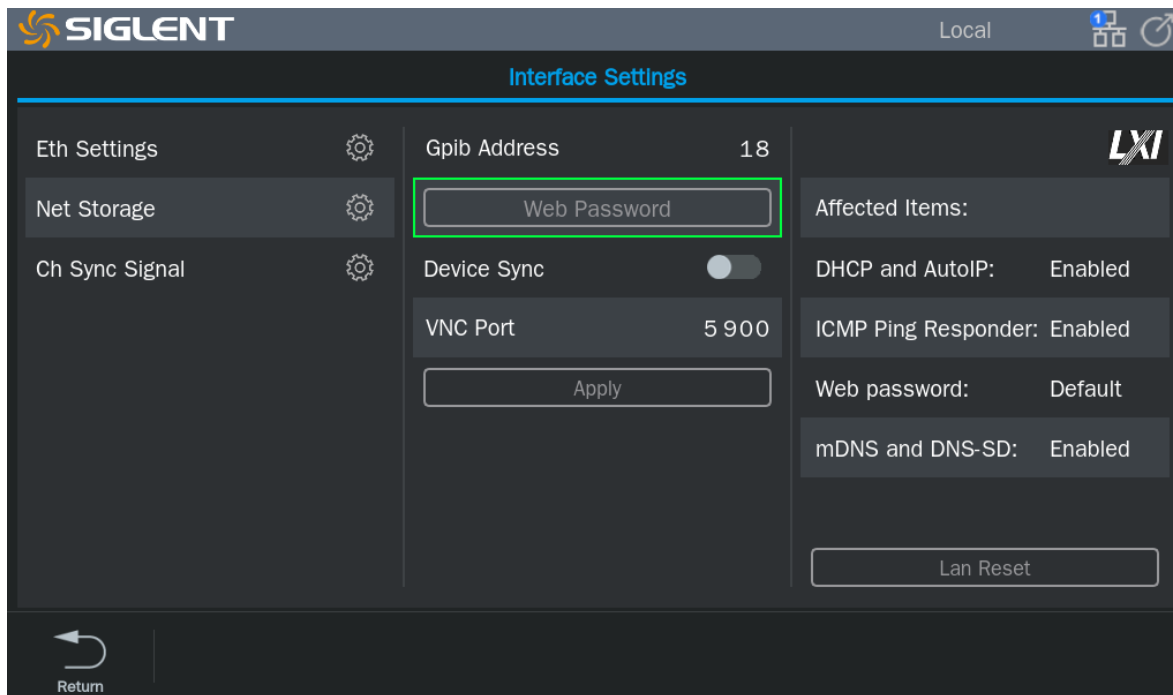 SIGLENT
Local
1
Interface Settings
Eth Settings
Net Storage
Ch Sync Signal
Gpib Address 18
Web Password
Device Sync
VNC Port 5900
Apply
LXI
Affected Items:
DHCP and AutoIP: Enabled
ICMP Ping Responder: Enabled
Web password: Default
mDNS and DNS-SD: Enabled
Lan Reset
Return